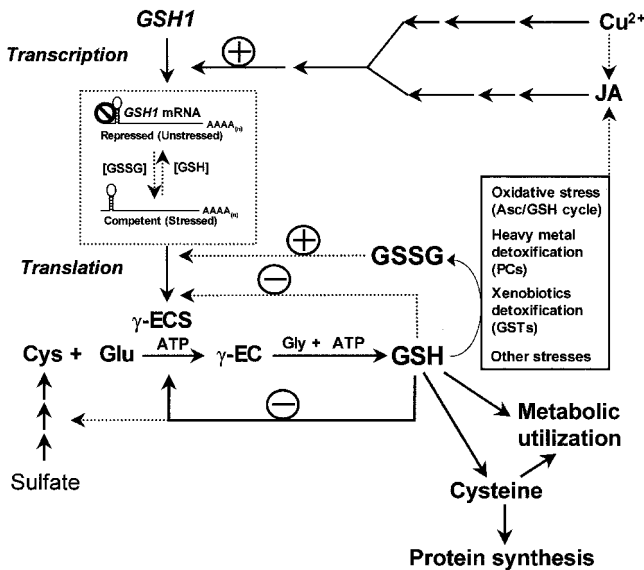 GSH1
Cu²⁺
Transcription
+
JA
GSH1 mRNA
AAAA(n)
Repressed (Unstressed)
[GSSG] [GSH]
AAAA(n)
Competent (Stressed)
Oxidative stress
(Asc/GSH cycle)
Heavy metal
detoxification
(PCs)
Xenobiotics
detoxification
(GSTs)
Other stresses
+
Translation
GSSG
−
γ-ECS
Cys + Glu ATP γ-EC Gly + ATP GSH
−
Metabolic
utilization
Sulfate
Cysteine
Protein synthesis